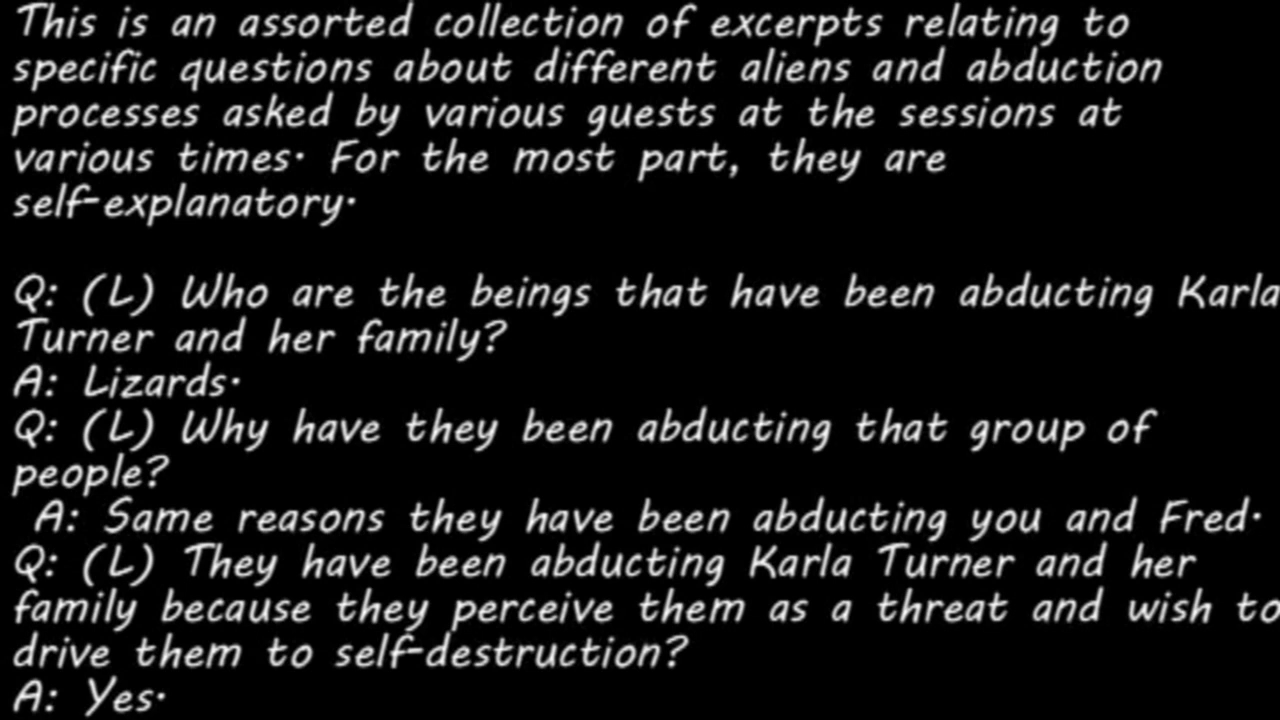 This is an assorted collection of excerpts relating to
specific questions about different aliens and abduction
processes asked by various guests at the sessions at
various times. For the most part, they are
self-explanatory.
Q: (L) Who are the beings that have been abducting Karla
Turner and her family?
A: Lizards.
Q: (L) Why have they been abducting that group of
people?
A: Same reasons they have been abducting you and Fred.
Q: (L) They have been abducting Karla Turner and her
family because they perceive them as a threat and wish to
drive them to self-destruction?
A: Yes.